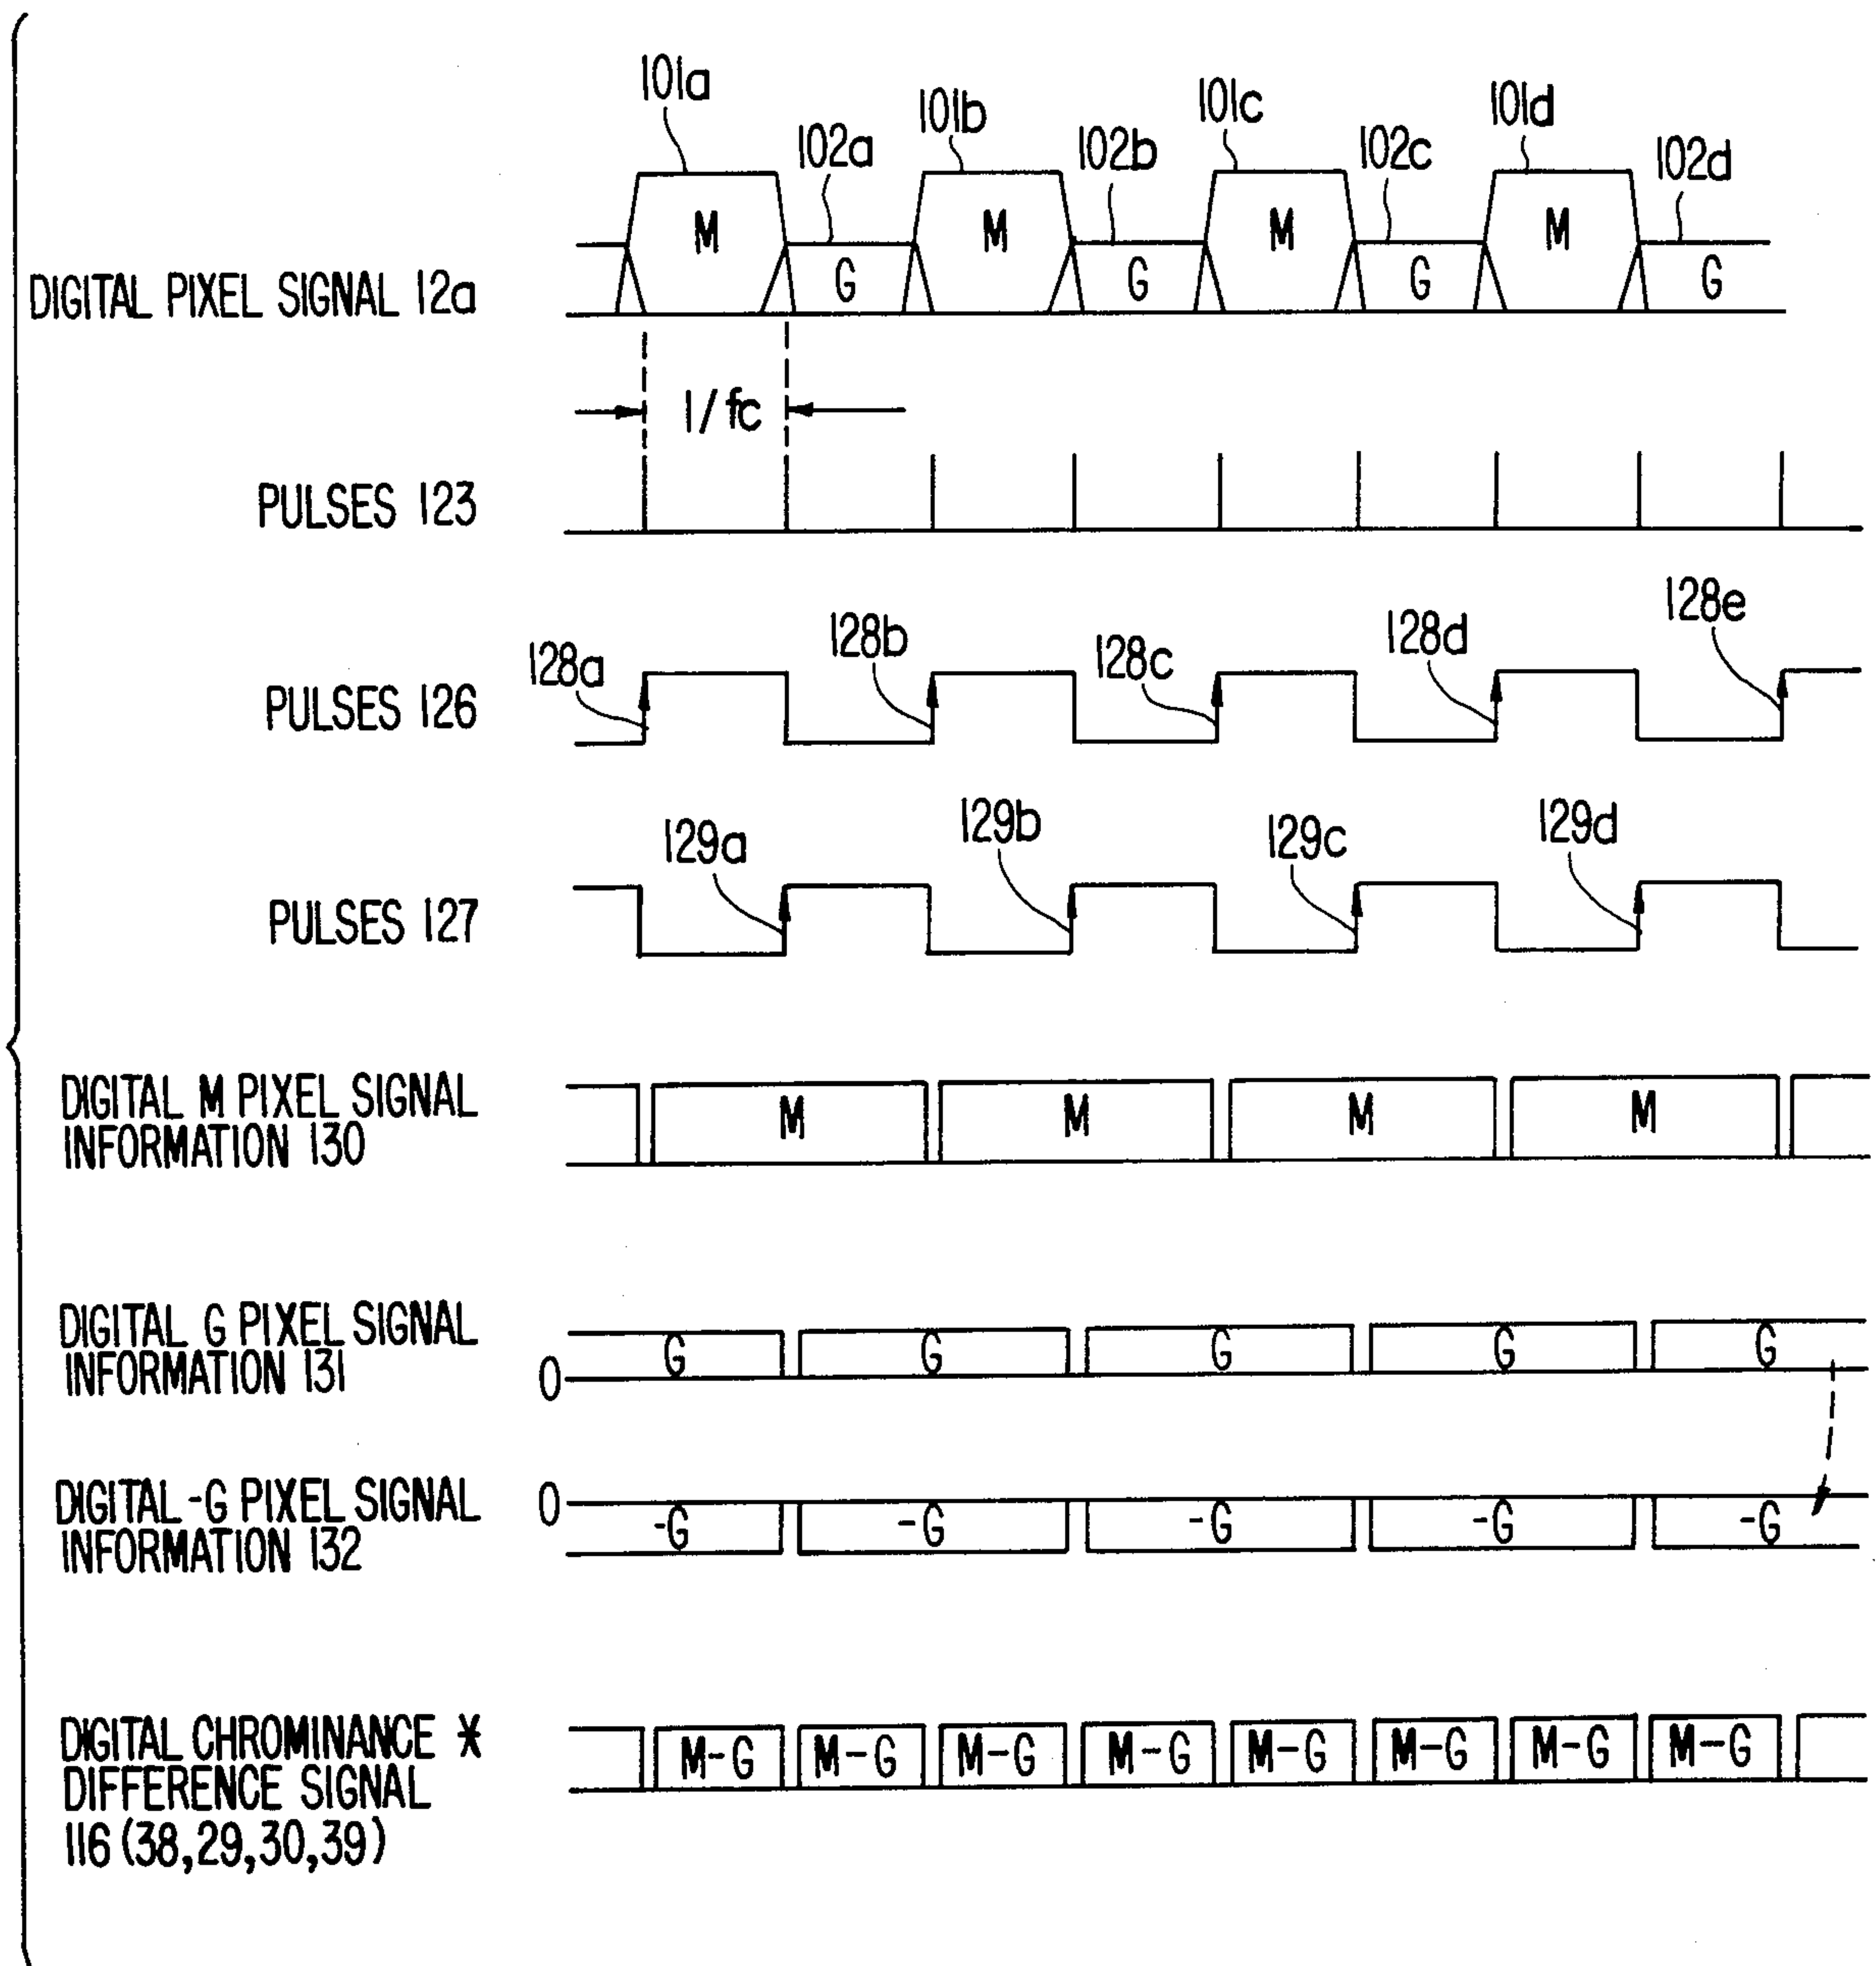 101a
102a
101b
102b
101c
102c
101d
102d
M M M M
DIGITAL PIXEL SIGNAL 12a
G G G G
1/fc
PULSES 123
128a
128b
128c
128d
128e
PULSES 126
129a
129b
129c
129d
PULSES 127
DIGITAL M PIXEL SIGNAL
INFORMATION 130
M M M M
DIGITAL G PIXEL SIGNAL
INFORMATION 131
0
G G G G G
DIGITAL -G PIXEL SIGNAL
INFORMATION 132
0
-G -G -G -G -G
DIGITAL CHROMINANCE *
DIFFERENCE SIGNAL
116 (38,29,30,39)
M-G M-G M-G M-G M-G M-G M-G M-G